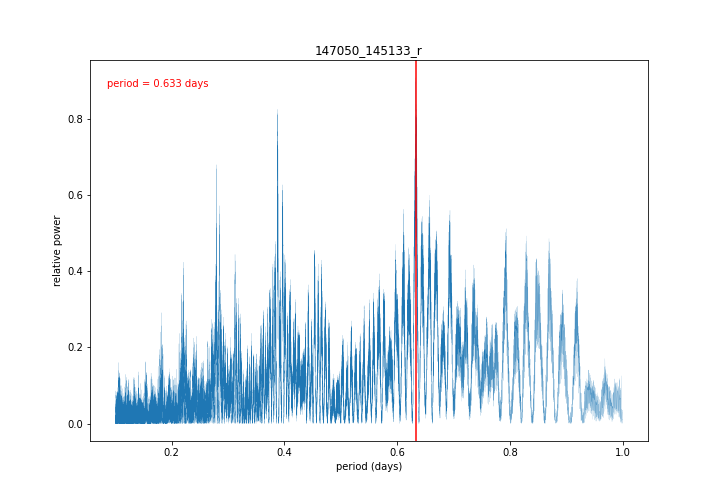 147050_145133_r
period = 0.633 days
relative power
0.8
0.6
0.4
0.2
0.0
0.2 0.4 0.6 0.8 1.0
period (days)